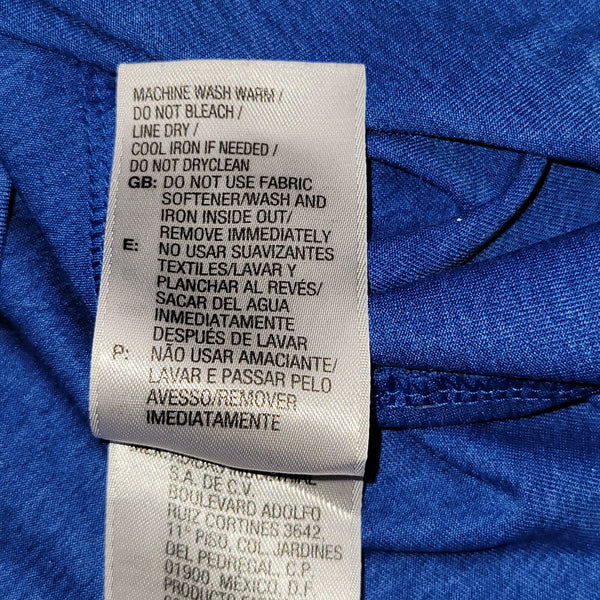 MACHINE WASH WARM /
DO NOT BLEACH /
LINE DRY /
COOL IRON IF NEEDED /
DO NOT DRYCLEAN
GB: DO NOT USE FABRIC
SOFTENER/WASH AND
IRON INSIDE OUT/
REMOVE IMMEDIATELY
E: NO USAR SUAVIZANTES
TEXTILES/LAVAR Y
PLANCHAR AL REVÉS/
SACAR DEL AGUA
INMEDIATAMENTE
DESPUÉS DE LAVAR
P: NÃO USAR AMACIANTE/
LAVAR E PASSAR PELO
AVESSO/REMOVER
IMEDIATAMENTE
S.A. DE C.V.
BOULEVARD ADOLFO
RUIZ CORTINES 3642,
11° PISO, COL. JARDINES
DEL PEDREGAL, C.P.
01900, MÉXICO, D.F.
PRODUCTO